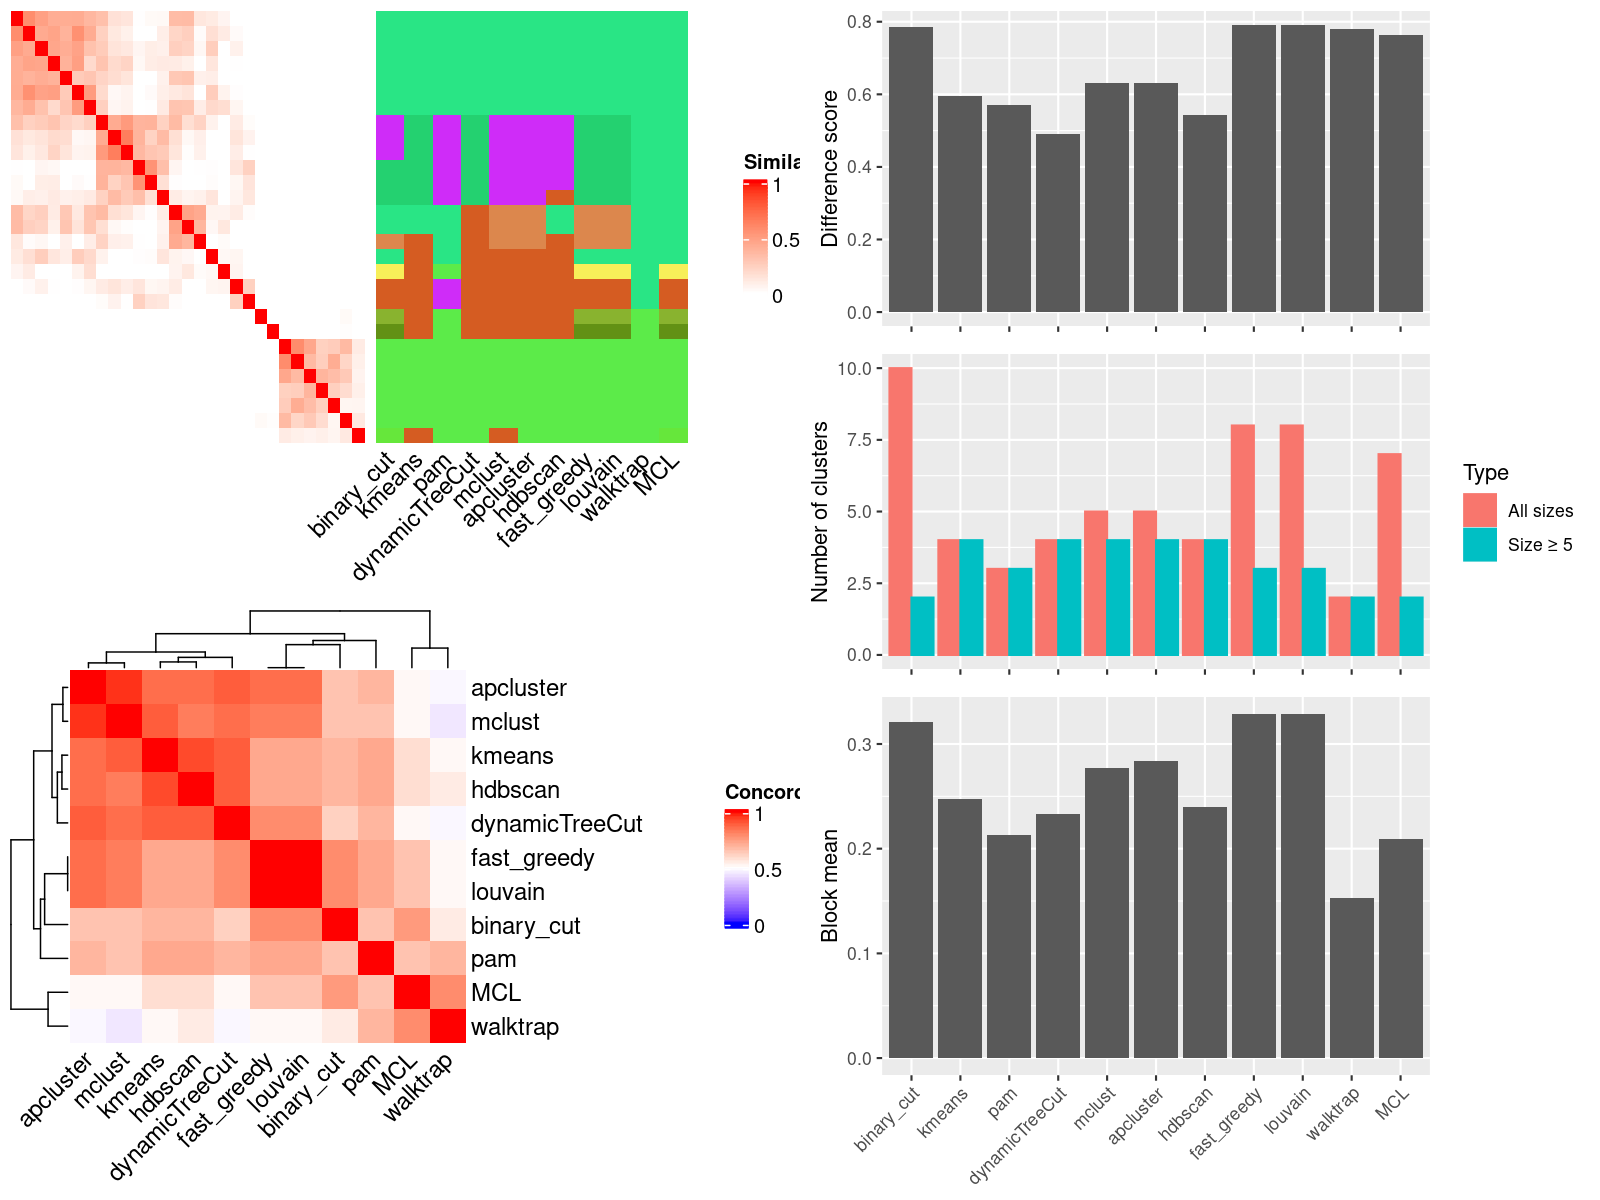 Simila
1
0.5
0
binary_cut
kmeans
pam
dynamicTreeCut
mclust
apcluster
hdbscan
fast_greedy
louvain
walktrap
MCL
apcluster
mclust
kmeans
hdbscan
dynamicTreeCut
fast_greedy
louvain
binary_cut
pam
MCL
walktrap
Concord
1
0.5
0
apcluster
mclust
kmeans
hdbscan
dynamicTreeCut
fast_greedy
louvain
binary_cut
pam
MCL
walktrap
Difference score
0.8
0.6
0.4
0.2
0.0
Number of clusters
10.0
7.5
5.0
2.5
0.0
Type
All sizes
Size ≥ 5
Block mean
0.3
0.2
0.1
0.0
binary_cut
kmeans
pam
dynamicTreeCut
mclust
apcluster
hdbscan
fast_greedy
louvain
walktrap
MCL